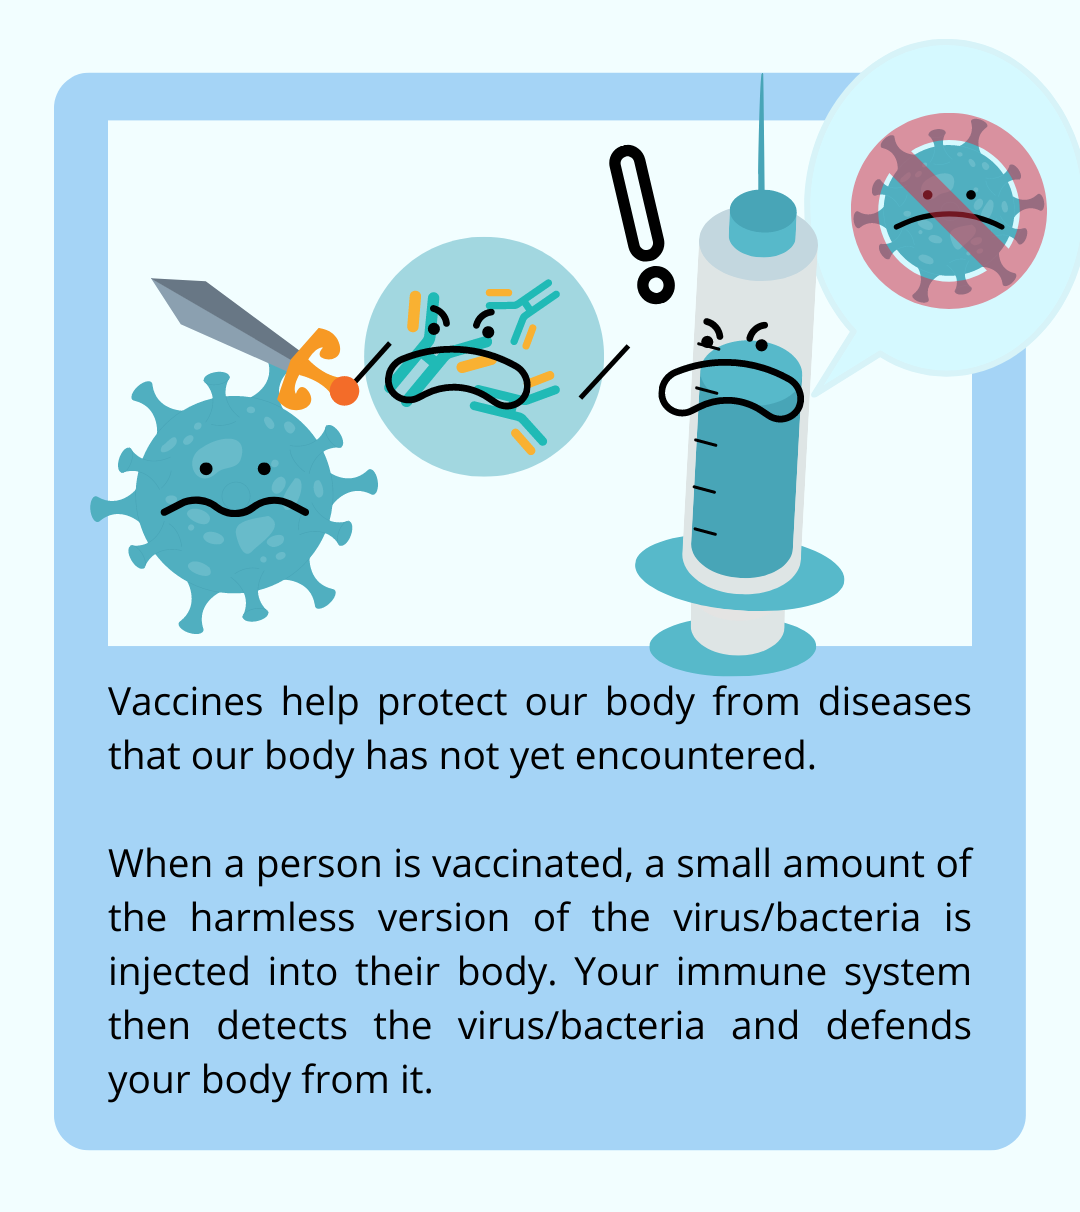 Vaccines help protect our body from diseases
that our body has not yet encountered.
When a person is vaccinated, a small amount of
the harmless version of the virus/bacteria is
injected into their body. Your immune system
then detects the virus/bacteria and defends
your body from it.